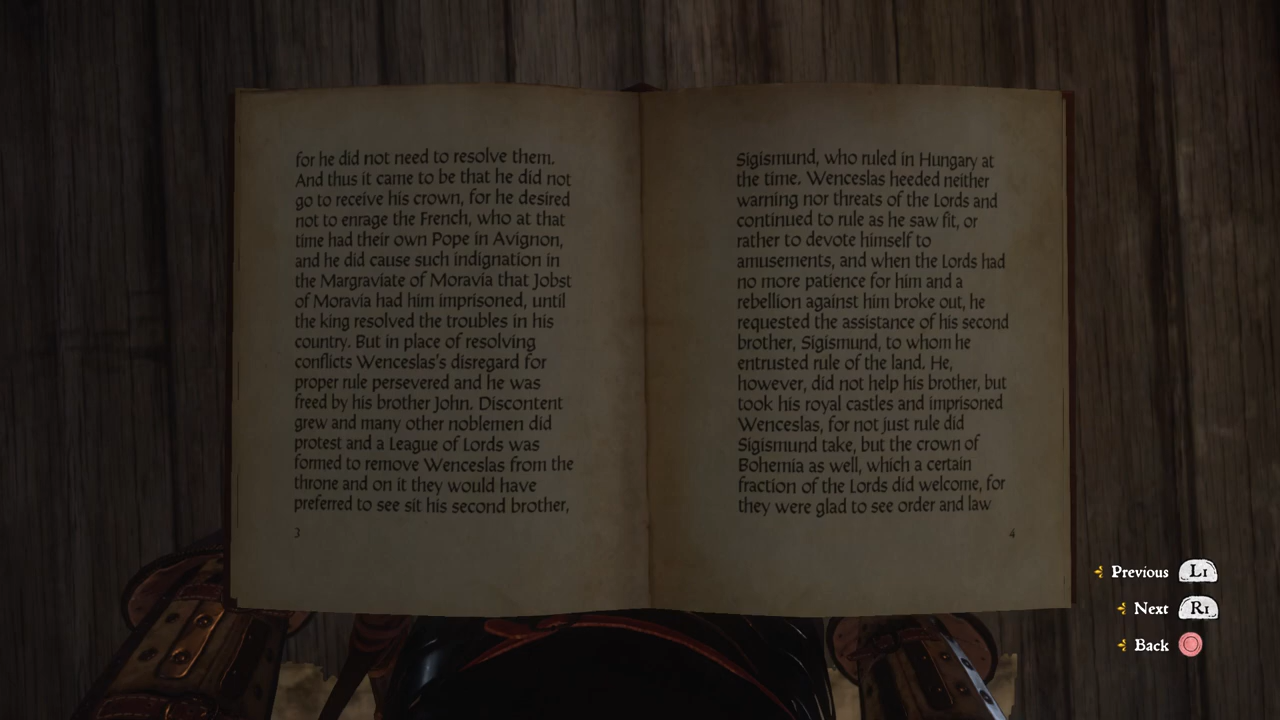 for he did not need to resolve them.
And thus it came to be that he did not
go to receive his crown, for he desired
not to enrage the French, who at that
time had their own Pope in Avignon,
and he did cause such indignation in
the Margraviate of Moravia that Jobst
of Moravia had him imprisoned, until
the king resolved the troubles in his
country. But in place of resolving
conflicts Wenceslas's disregard for
proper rule persevered and he was
freed by his brother John. Discontent
grew and many other noblemen did
protest and a League of Lords was
formed to remove Wenceslas from the
throne and on it they would have
preferred to see sit his second brother,
3
Sigismund, who ruled in Hungary at
the time. Wenceslas heeded neither
warning nor threats of the Lords and
continued to rule as he saw fit, or
rather to devote himself to
amusements, and when the Lords had
no more patience for him and a
rebellion against him broke out, he
requested the assistance of his second
brother, Sigismund, to whom he
entrusted rule of the land. He,
however, did not help his brother, but
took his royal castles and imprisoned
Wenceslas, for not just rule did
Sigismund take, but the crown of
Bohemia as well, which a certain
fraction of the Lords did welcome, for
they were glad to see order and law
4
Previous L1
Next R1
Back